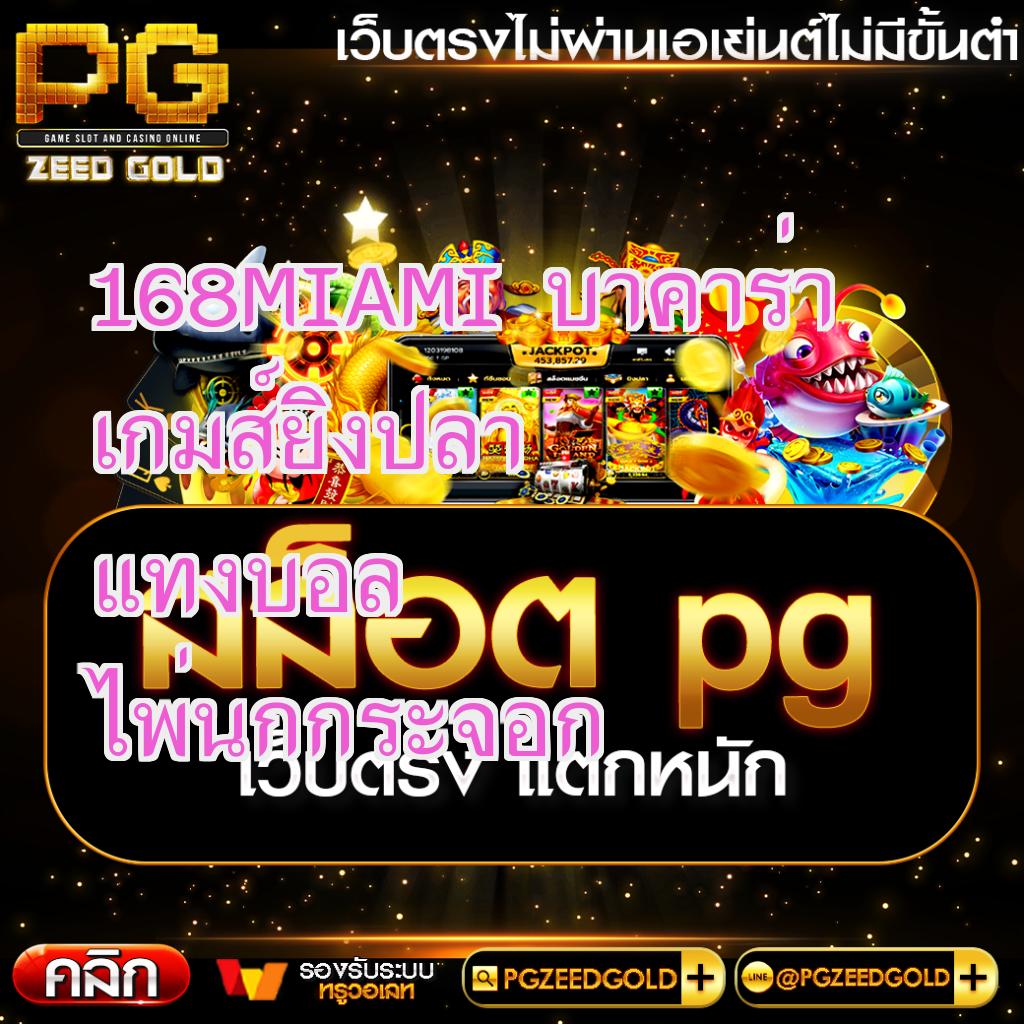 เว็บตรงไม่ผ่านเอเย่นต์ไม่มีขั้นต่ำ
PG
GAME SLOT AND CASINO ONLINE
ZEED GOLD
168MIAMI บาคาร่า
JACKPOT
453,857.29
เกมส์ยิงปลา
แทงบอล
สล็อต pg
ไพ่นกกระจอก
เว็บตรง แตกหนัก
คลิก
รองรับระบบ
ทรูวอเลท
PGZEEDGOLD +
LINE @PGZEEDGOLD +